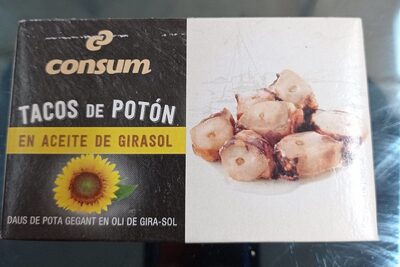 consum
TACOS DE POTÓN
EN ACEITE DE GIRASOL
DAUS DE POTA GEGANT EN OLI DE GIRA-SOL